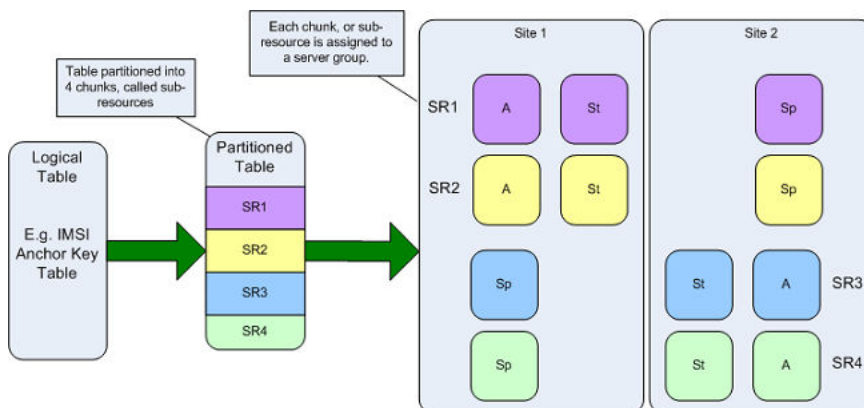 Each chunk, or sub-
resource is assigned to
a server group.
Table partitioned into
4 chunks, called sub-
resources
Logical
Table
E.g. IMSI
Anchor Key
Table
Partitioned
Table
SR1
SR2
SR3
SR4
Site 1
Site 2
SR1
A
St
Sp
SR2
A
St
Sp
Sp
St
A
SR3
Sp
St
A
SR4